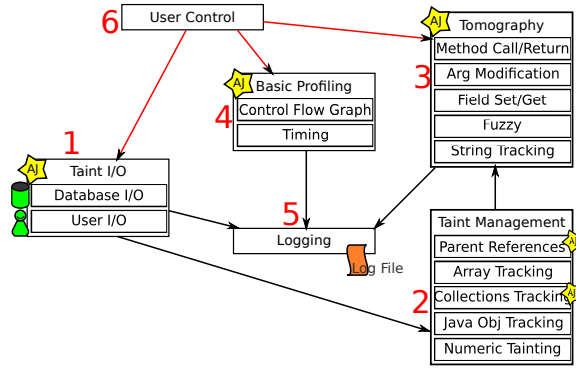 6
User Control
AJ
Tomography
Method Call/Return
3
Arg Modification
Field Set/Get
Fuzzy
String Tracking
AJ
Basic Profiling
4
Control Flow Graph
Timing
1
AJ
Taint I/O
Database I/O
User I/O
5
Logging
Log File
Taint Management
Parent References
AJ
Array Tracking
2
Collections Tracking
AJ
Java Obj Tracking
Numeric Tainting